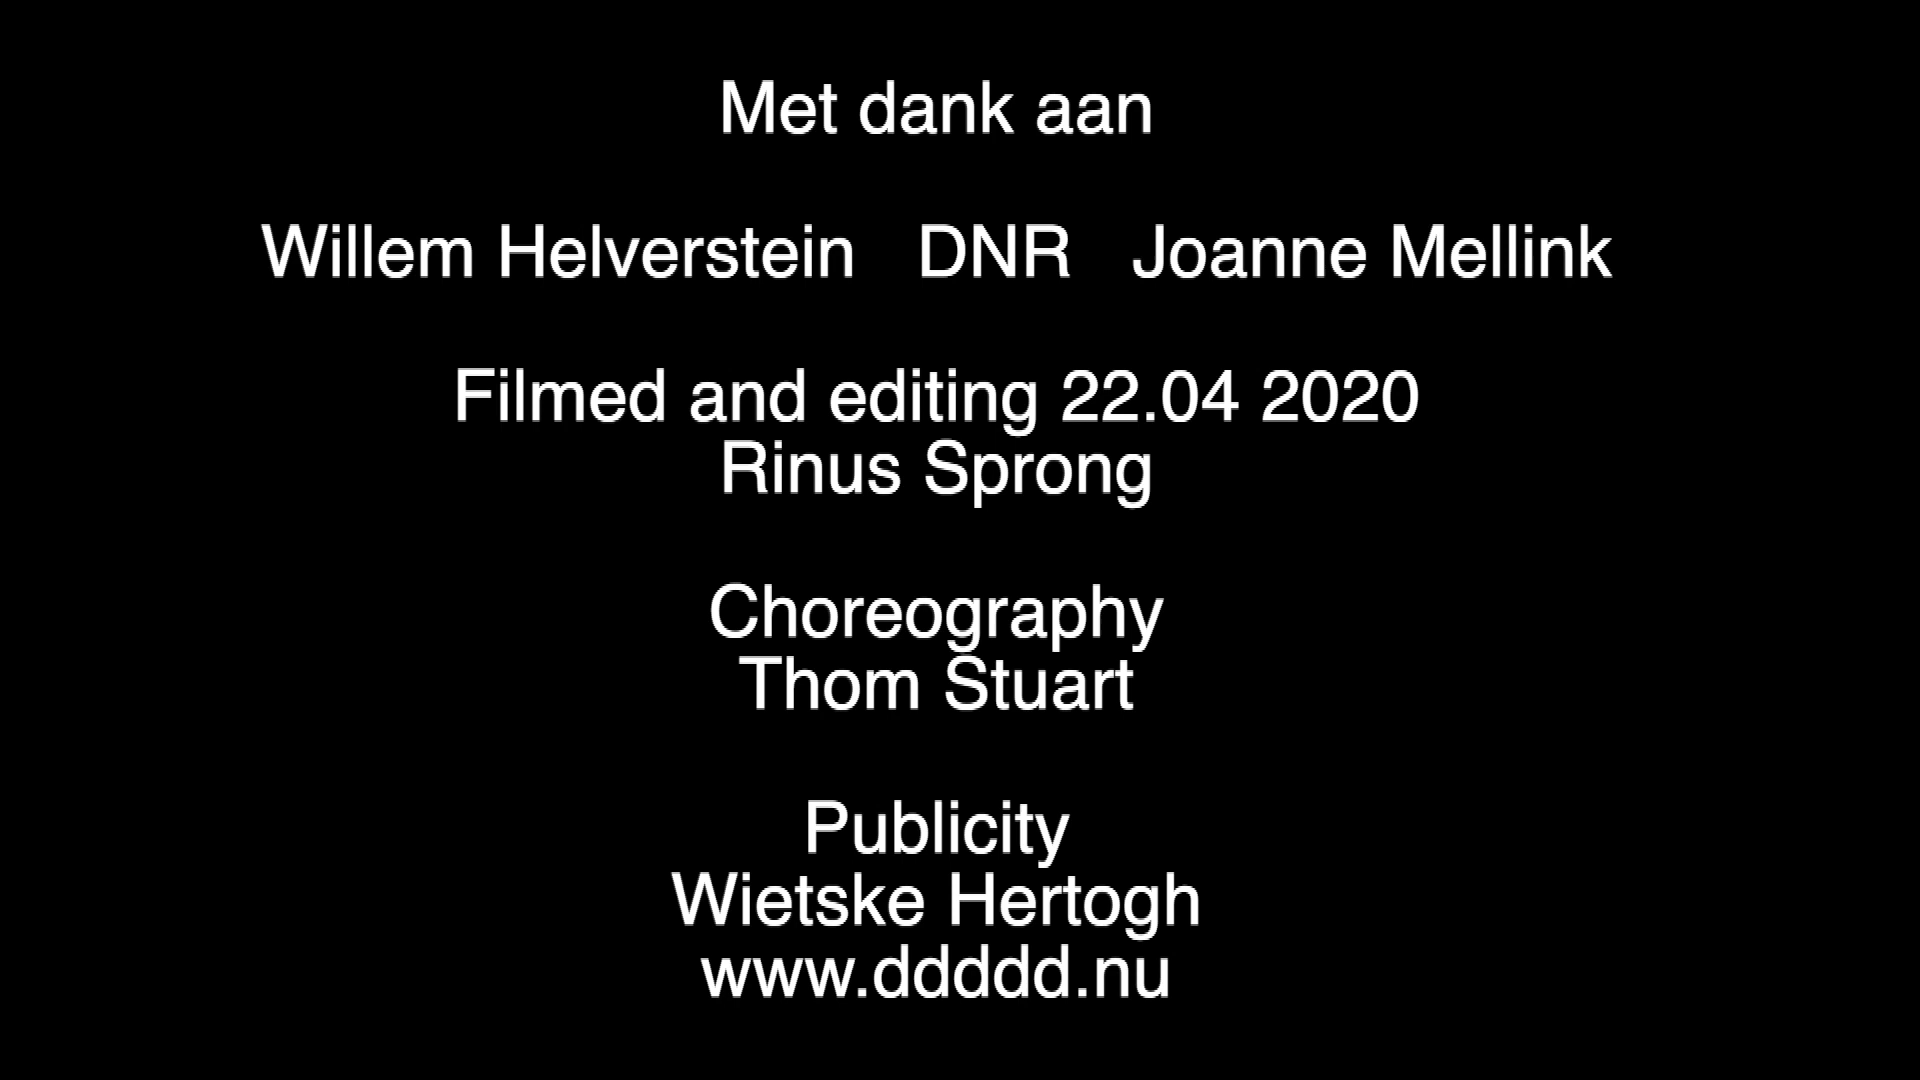 Met dank aan
Willem Helverstein DNR Joanne Mellink
Filmed and editing 22.04 2020
Rinus Sprong
Choreography
Thom Stuart
Publicity
Wietske Hertogh
www.ddddd.nu